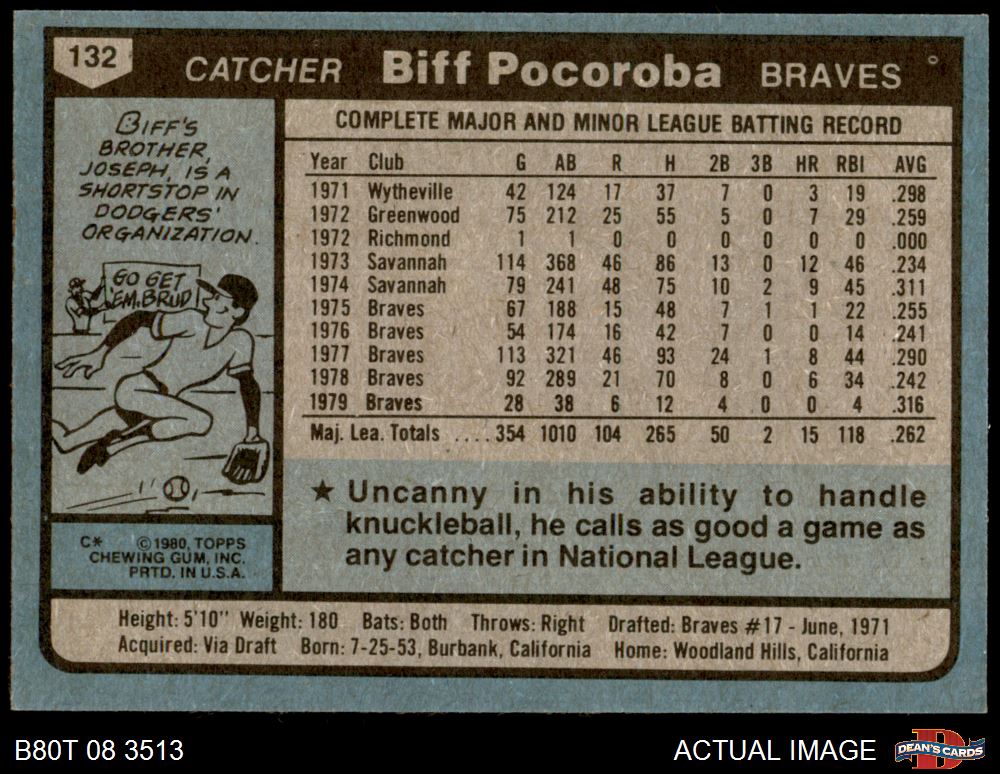 132 CATCHER Biff Pocoroba BRAVES
BIFF'S
BROTHER,
JOSEPH, IS A
SHORTSTOP IN
DODGERS'
ORGANIZATION.
GO GET
'EM, BRUD
C* ©1980, TOPPS
CHEWING GUM, INC.
PRTD. IN U.S.A.
COMPLETE MAJOR AND MINOR LEAGUE BATTING RECORD
Year Club G AB R H 2B 3B HR RBI AVG
1971 Wytheville 42 124 17 37 7 0 3 19 .298
1972 Greenwood 75 212 25 55 5 0 7 29 .259
1972 Richmond 1 1 0 0 0 0 0 0 .000
1973 Savannah 114 368 46 86 13 0 12 46 .234
1974 Savannah 79 241 48 75 10 2 9 45 .311
1975 Braves 67 188 15 48 7 1 1 22 .255
1976 Braves 54 174 16 42 7 0 0 14 .241
1977 Braves 113 321 46 93 24 1 8 44 .290
1978 Braves 92 289 21 70 8 0 6 34 .242
1979 Braves 28 38 6 12 4 0 0 4 .316
Maj. Lea. Totals ....354 1010 104 265 50 2 15 118 .262
★ Uncanny in his ability to handle
knuckleball, he calls as good a game as
any catcher in National League.
Height: 5'10" Weight: 180 Bats: Both Throws: Right Drafted: Braves #17 - June, 1971
Acquired: Via Draft Born: 7-25-53, Burbank, California Home: Woodland Hills, California
B80T 08 3513 ACTUAL IMAGE DEAN'S CARDS